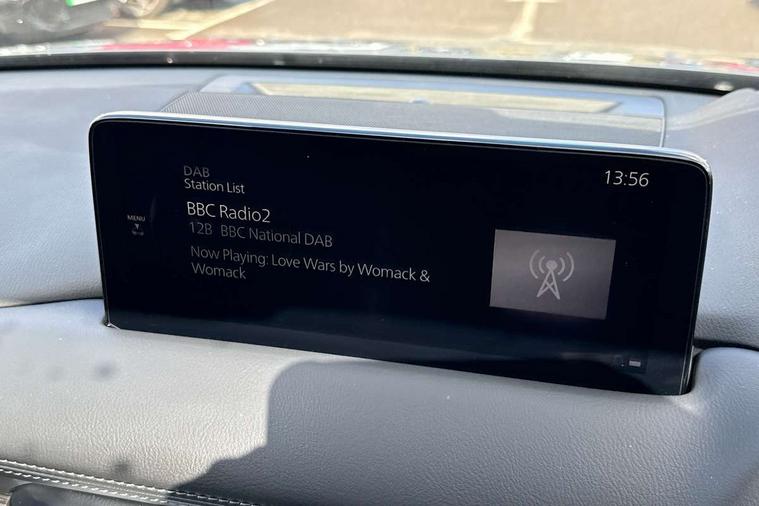 DAB
Station List
13:56
MENU
BBC Radio2
12B BBC National DAB
Now Playing: Love Wars by Womack &
Womack